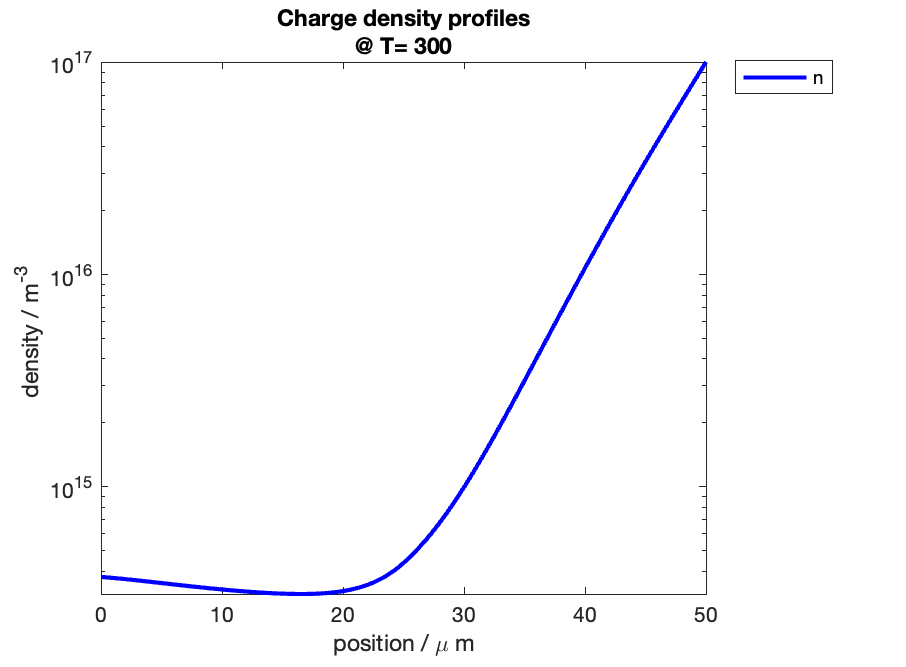 Charge density profiles
@ T= 300
n
10^17
10^16
10^15
density / m^-3
0 10 20 30 40 50
position / μ m